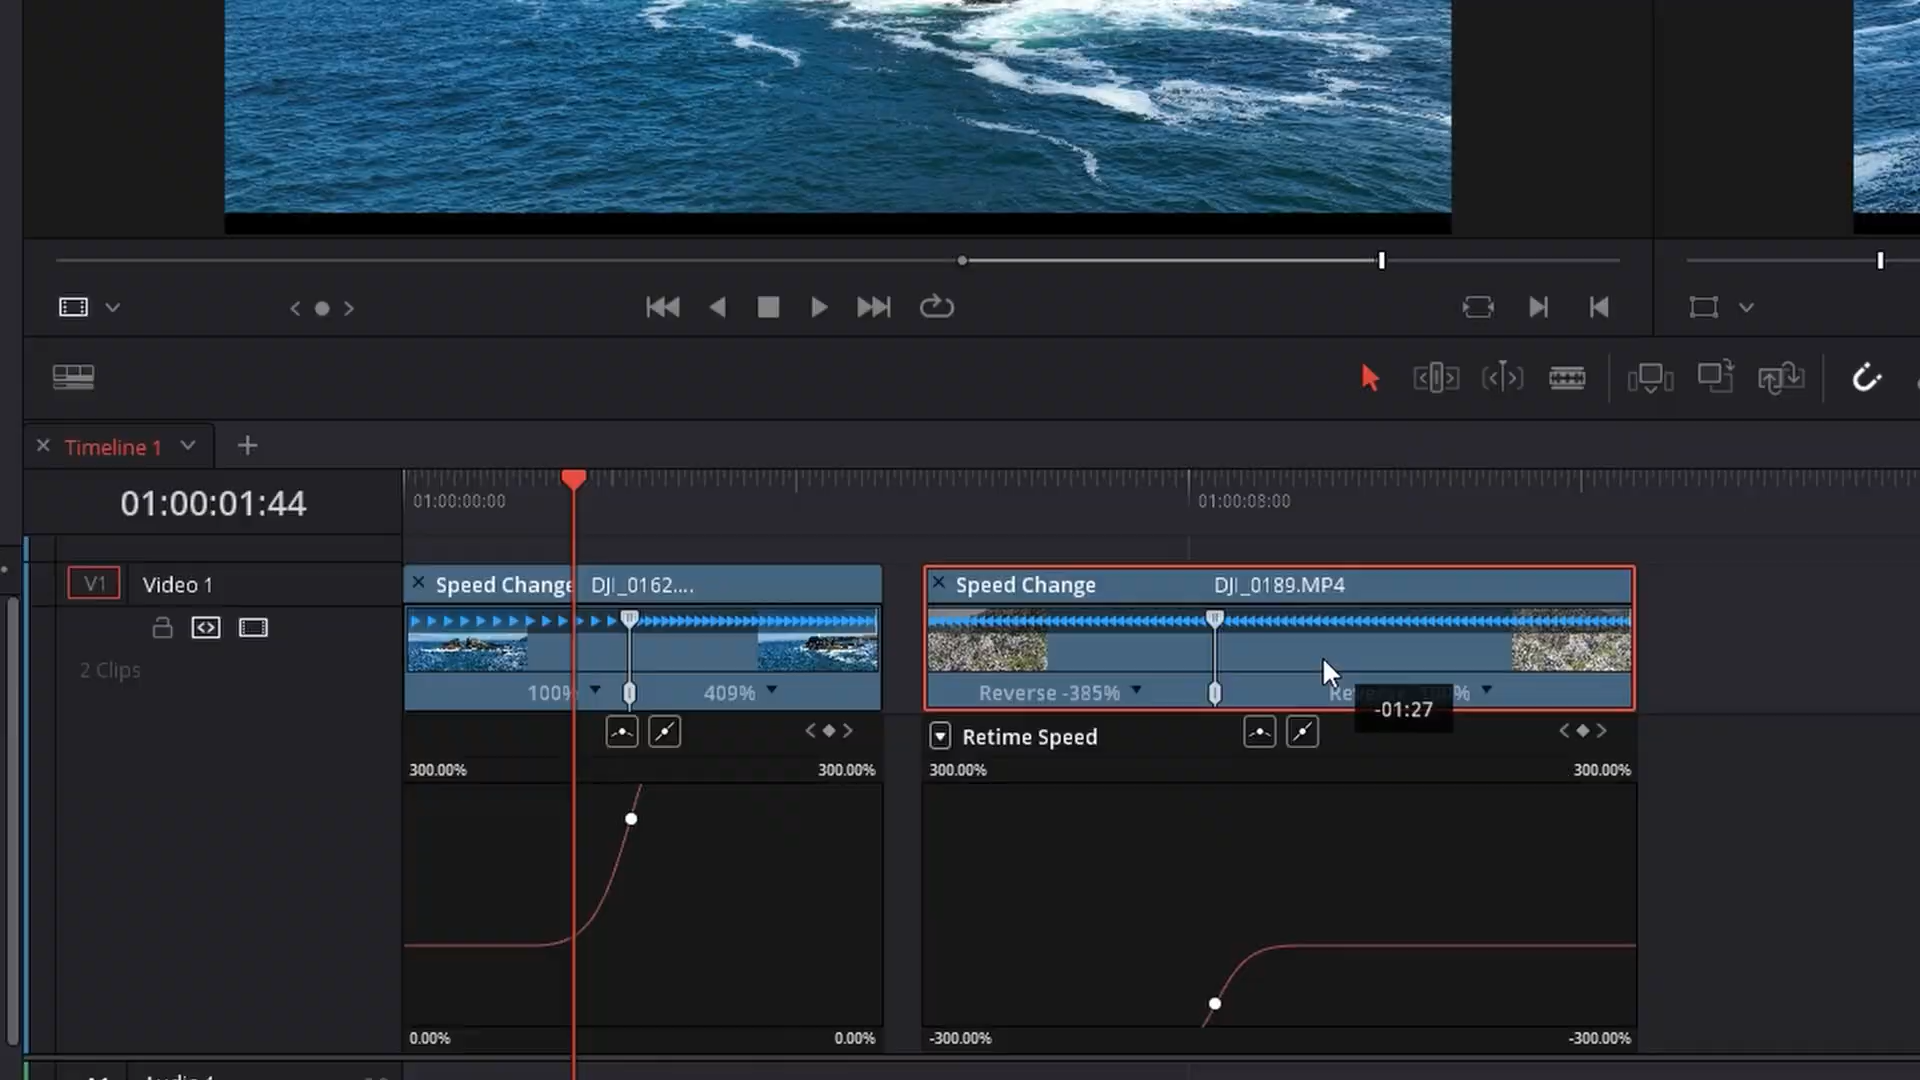 Timeline 1
01:00:01:44
01:00:00:00
01:00:08:00
V1
Video 1
2 Clips
Speed Change
DJI_0162....
100%
409%
Speed Change
DJI_0189.MP4
Reverse -385%
-01:27
Retime Speed
300.00%
300.00%
300.00%
300.00%
0.00%
0.00%
-300.00%
-300.00%